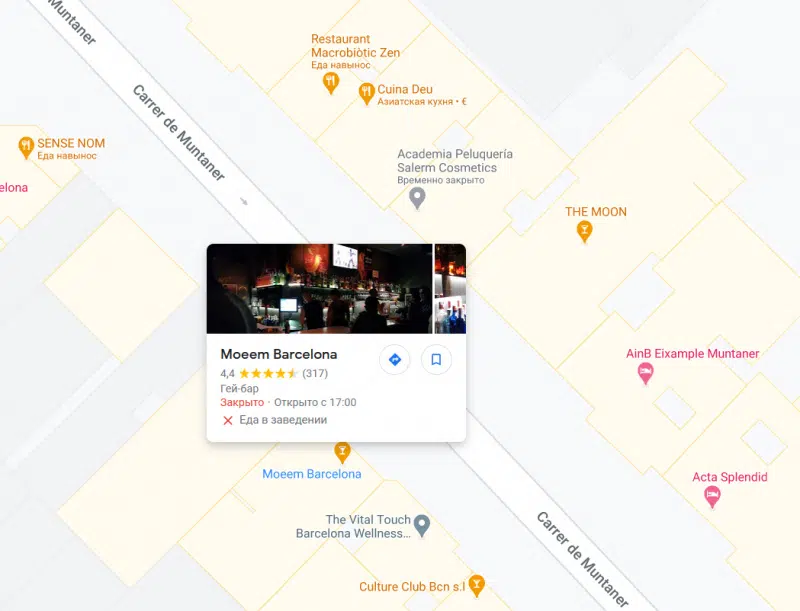 Muntaner
Restaurant
Macrobiòtic Zen
Еда навынос
Cuina Deu
Азиатская кухня • €
Carrer de Muntaner
SENSE NOM
Еда навынос
elona
Academia Peluquería
Salerm Cosmetics
Временно закрыто
THE MOON
Moeem Barcelona
4,4 ★★★★★ (317)
Гей-бар
Закрыто · Открыто с 17:00
Еда в заведении
AinB Eixample Muntaner
Moeem Barcelona
Acta Splendid
The Vital Touch
Barcelona Wellness...
Carrer de Muntaner
Culture Club Bcn s.l